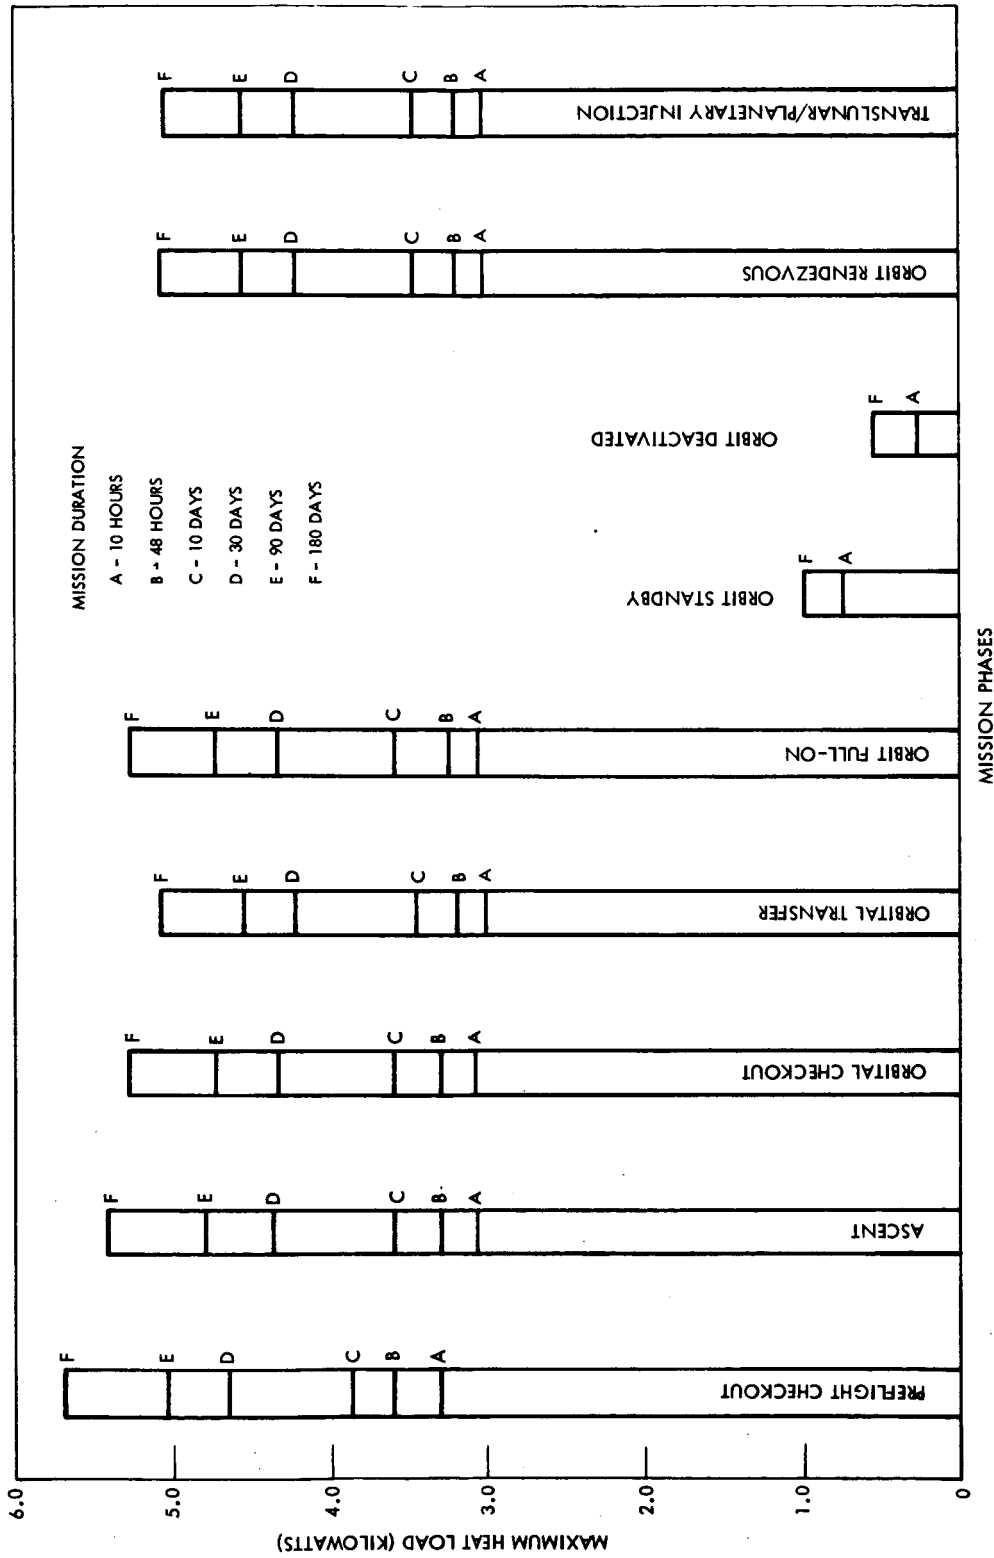 MAXIMUM HEAT LOAD (KILOWATTS)
6.0
5.0
4.0
3.0
2.0
1.0
0
MISSION DURATION
A - 10 HOURS
B - 48 HOURS
C - 10 DAYS
D - 30 DAYS
E - 90 DAYS
F - 180 DAYS
F
E
D
C
B
A
PREFLIGHT CHECKOUT
F
E
D
C
B
A
ASCENT
F
E
D
C
B
A
ORBITAL CHECKOUT
F
E
D
C
B
A
ORBITAL TRANSFER
F
E
D
C
B
A
ORBIT FULL-ON
F
A
ORBIT STANDBY
F
A
ORBIT DEACTIVATED
F
E
D
C
B
A
ORBIT RENDEZVOUS
F
E
D
C
B
A
TRANSLUNAR/PLANETARY INJECTION
MISSION PHASES